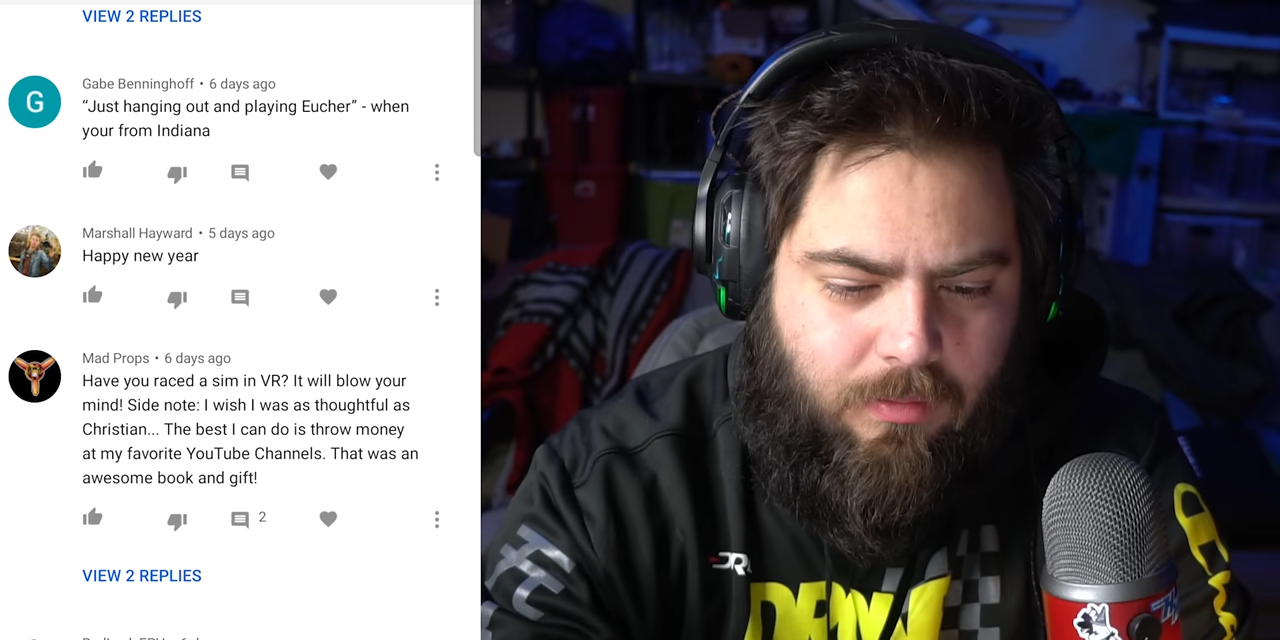 VIEW 2 REPLIES
Gabe Benninghoff • 6 days ago
G
“Just hanging out and playing Eucher” - when
your from Indiana
Marshall Hayward • 5 days ago
Happy new year
Mad Props • 6 days ago
Have you raced a sim in VR? It will blow your
mind! Side note: I wish I was as thoughtful as
Christian... The best I can do is throw money
at my favorite YouTube Channels. That was an
awesome book and gift!
2
VIEW 2 REPLIES
DR